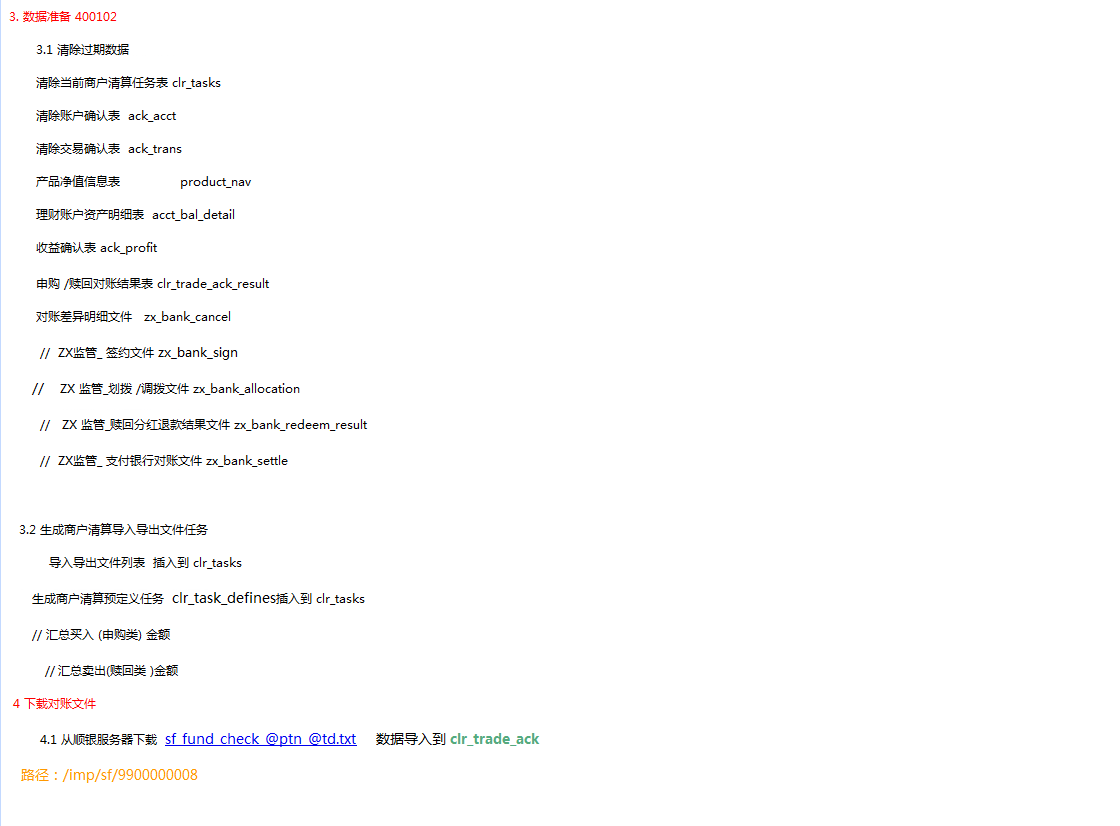 3. 数据准备 400102
3.1 清除过期数据
清除当前商户清算任务表 clr_tasks
清除账户确认表 ack_acct
清除交易确认表 ack_trans
产品净值信息表 product_nav
理财账户资产明细表 acct_bal_detail
收益确认表 ack_profit
申购 /赎回对账结果表 clr_trade_ack_result
对账差异明细文件 zx_bank_cancel
// ZX监管_ 签约文件 zx_bank_sign
// ZX 监管_划拨 /调拨文件 zx_bank_allocation
// ZX 监管_赎回分红退款结果文件 zx_bank_redeem_result
// ZX监管_ 支付银行对账文件 zx_bank_settle
3.2 生成商户清算导入导出文件任务
导入导出文件列表 插入到 clr_tasks
生成商户清算预定义任务 clr_task_defines插入到 clr_tasks
// 汇总买入 (申购类) 金额
// 汇总卖出(赎回类 )金额
4 下载对账文件
4.1 从顺银服务器下载 sf_fund_check_@ptn_@td.txt 数据导入到 clr_trade_ack
路径：/imp/sf/9900000008